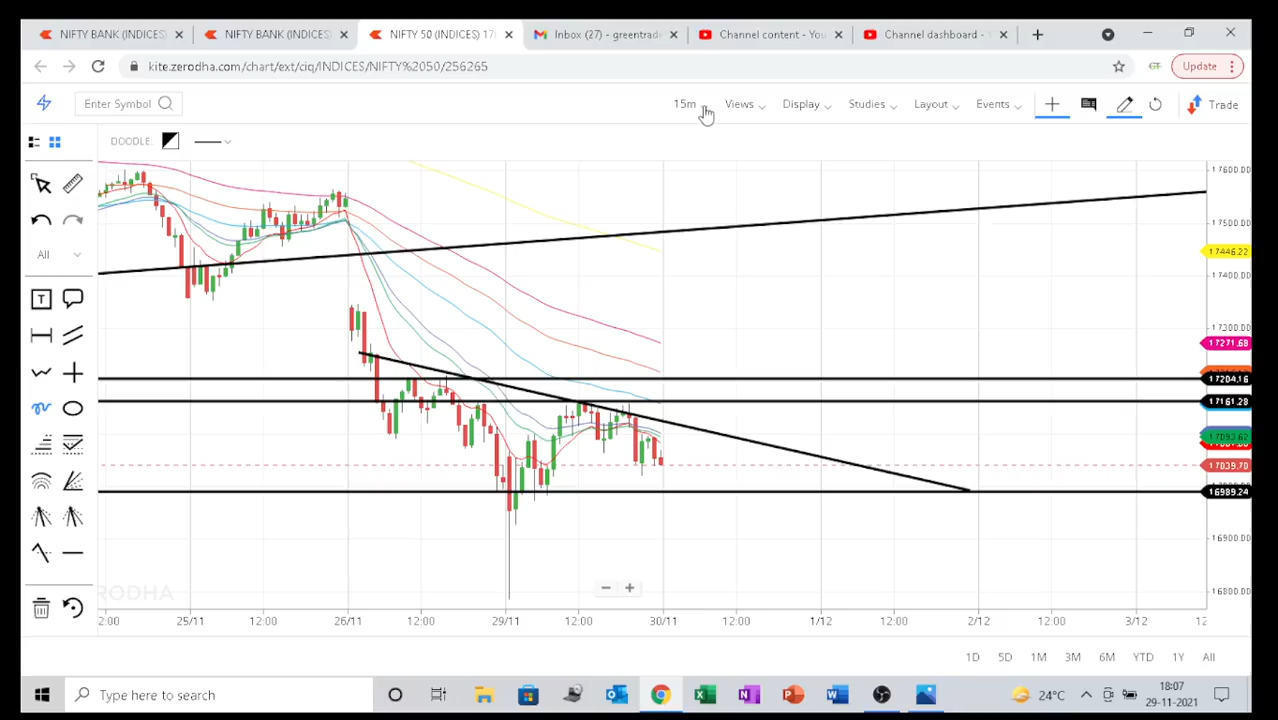 NIFTY BANK (INDICES)
NIFTY BANK (INDICES)
NIFTY 50 (INDICES) 17
Inbox (27) - greentrad
Channel content - You
Channel dashboard -
kite.zerodha.com/chart/ext/ciq/INDICES/NIFTY%2050/256265
GT
Update
Enter Symbol
15m
Views
Display
Studies
Layout
Events
Trade
DOODLE:
All
T
17600.00
17500.00
17446.22
17400.00
17300.00
17271.68
17204.16
17161.28
17093.62
17039.70
16989.24
16900.00
16800.00
ZERODHA
2:00
25/11
12:00
26/11
12:00
29/11
12:00
30/11
12:00
1/12
12:00
2/12
12:00
3/12
12
1D
5D
1M
3M
6M
YTD
1Y
All
Type here to search
24°C
18:07
29-11-2021